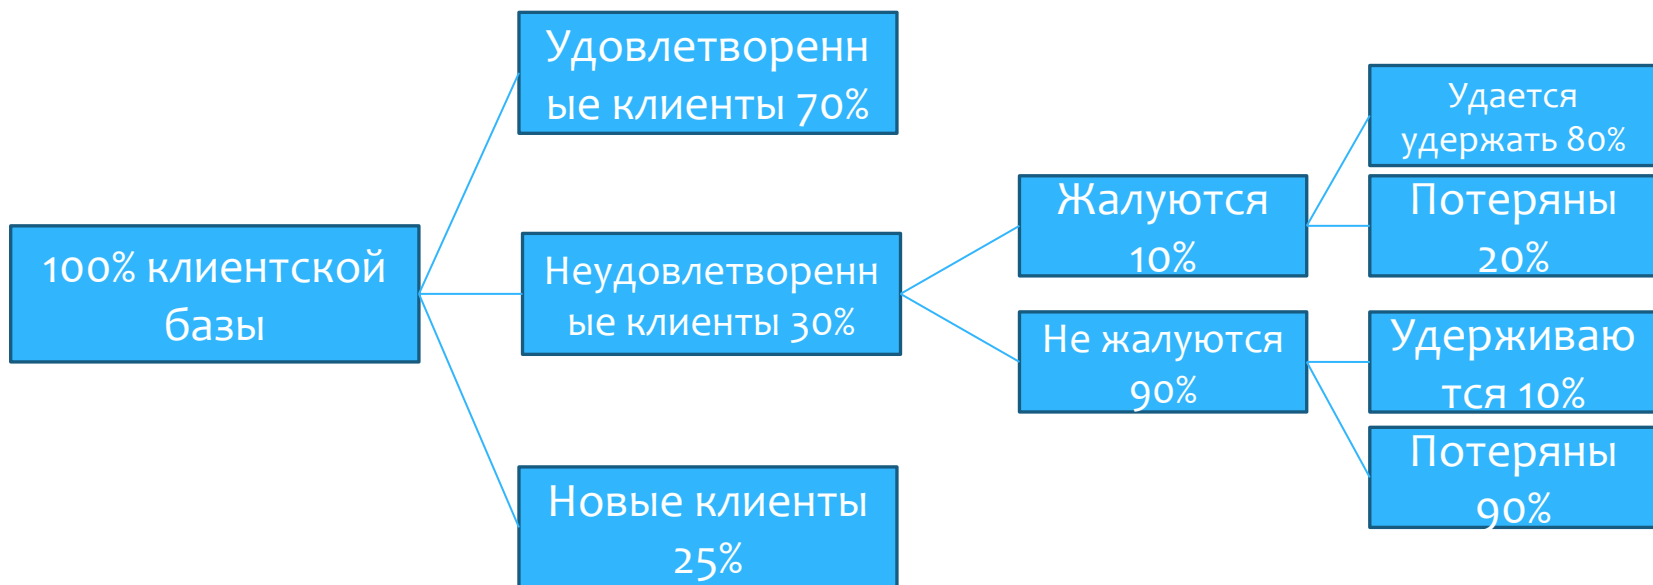 100% клиентской
базы
Удовлетворенн
ые клиенты 70%
Неудовлетворенн
ые клиенты 30%
Новые клиенты
25%
Жалуются
10%
Не жалуются
90%
Удается
удержать 80%
Потеряны
20%
Удерживаю
тся 10%
Потеряны
90%